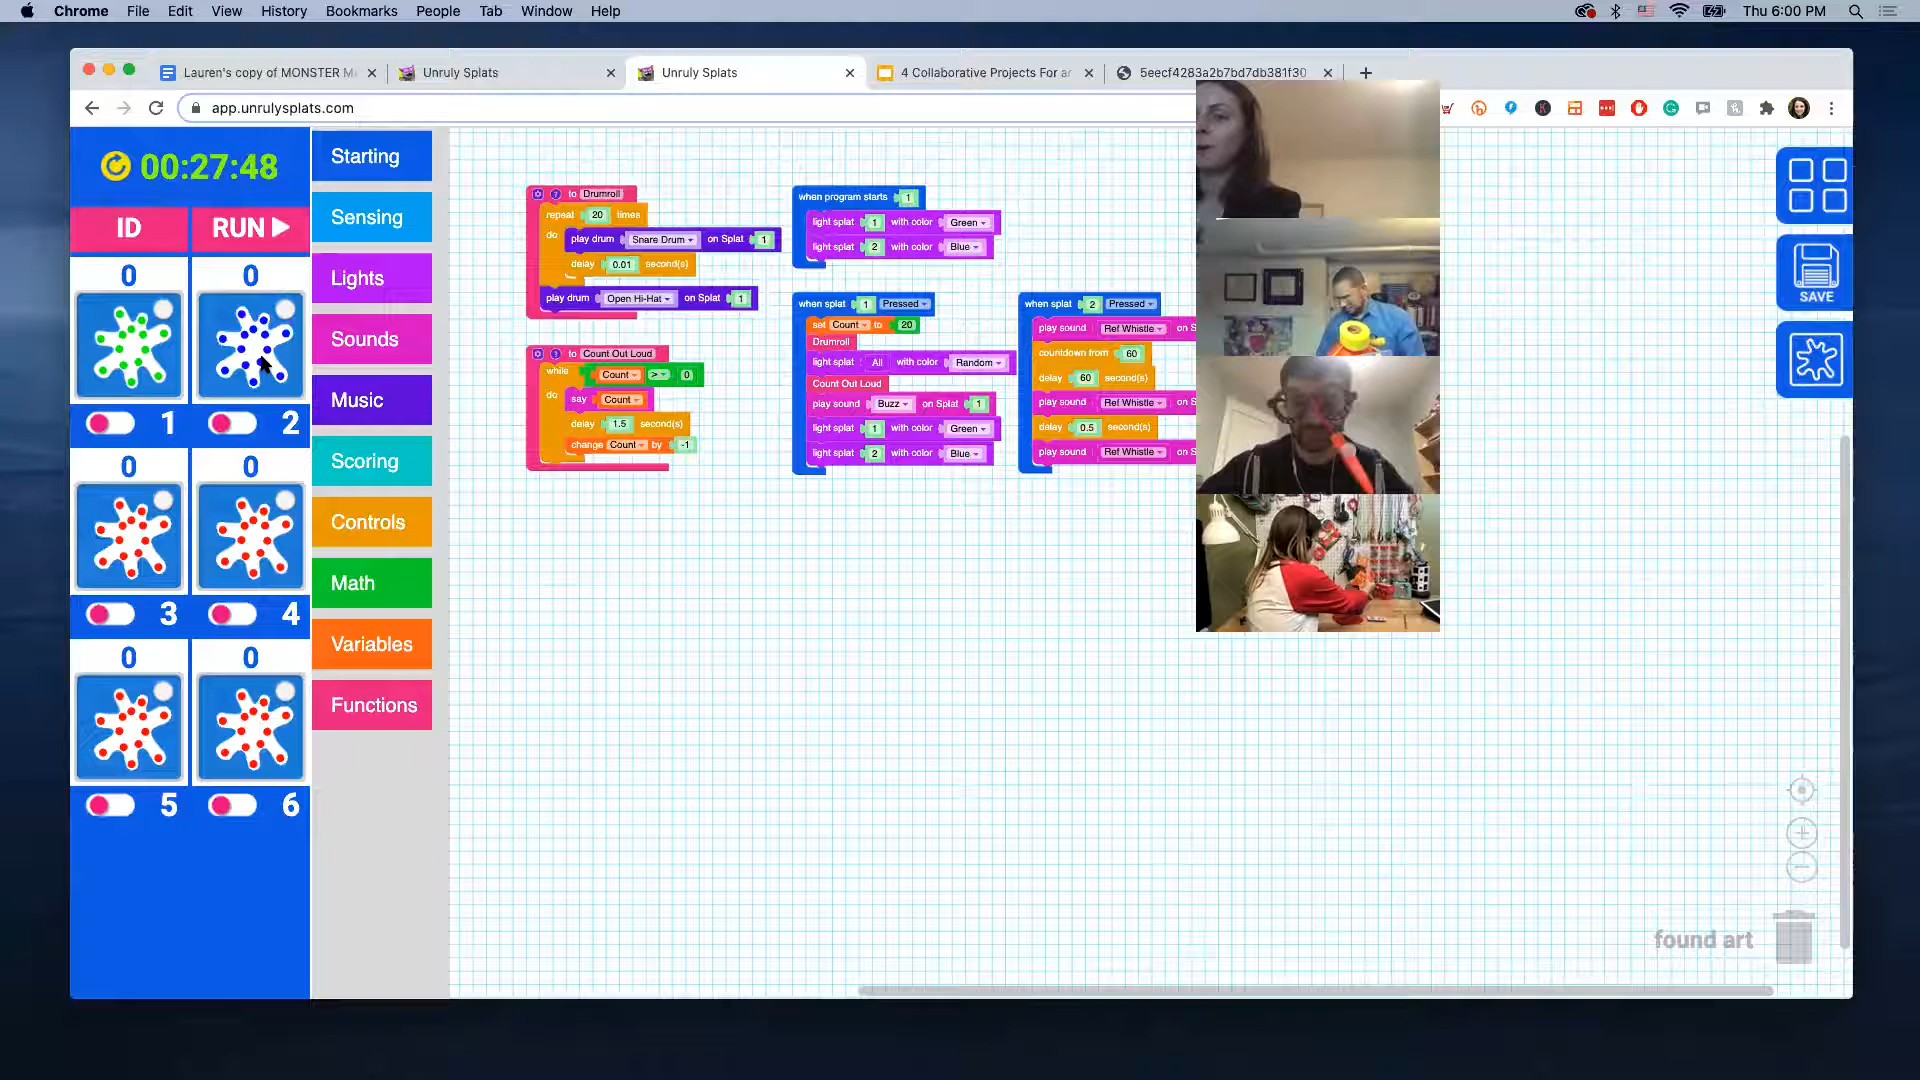 Chrome File Edit View History Bookmarks People Tab Window Help
Thu 6:00 PM
Lauren's copy of MONSTER M
Unruly Splats
Unruly Splats
4 Collaborative Projects For ar
5eecf4283a2b7bd7db381f30
app.unrulysplats.com
00:27:48
ID RUN
0 0
1 2
0 0
3 4
0 0
5 6
Starting
Sensing
Lights
Sounds
Music
Scoring
Controls
Math
Variables
Functions
to Drumroll
repeat 20 times
do play drum Snare Drum on Splat 1
delay 0.01 second(s)
play drum Open Hi-Hat on Splat 1
to Count Out Loud
while Count > 0
do say Count
delay 1.5 second(s)
change Count by -1
when program starts 1
light splat 1 with color Green
light splat 2 with color Blue
when splat 1 Pressed
set Count to 20
Drumroll
light splat All with color Random
Count Out Loud
play sound Buzz on Splat 1
light splat 1 with color Green
light splat 2 with color Blue
when splat 2 Pressed
play sound Ref Whistle on S
countdown from 60
delay 60 second(s)
play sound Ref Whistle on S
delay 0.5 second(s)
play sound Ref Whistle on S
SAVE
found art